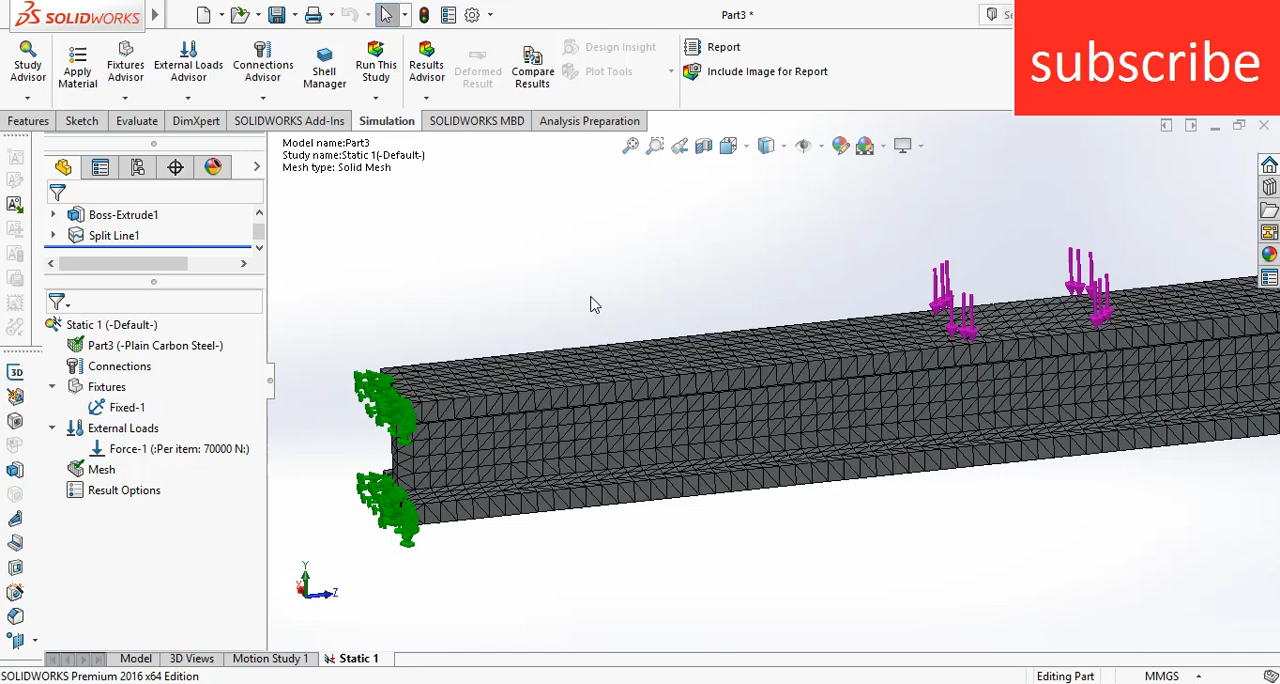 SOLIDWORKS
Part3 *
Se
subscribe
Study Advisor
Apply Material
Fixtures Advisor
External Loads Advisor
Connections Advisor
Shell Manager
Run This Study
Results Advisor
Deformed Result
Compare Results
Design Insight
Plot Tools
Report
Include Image for Report
Features
Sketch
Evaluate
DimXpert
SOLIDWORKS Add-Ins
Simulation
SOLIDWORKS MBD
Analysis Preparation
Model name:Part3
Study name:Static 1(-Default-)
Mesh type: Solid Mesh
Boss-Extrude1
Split Line1
Static 1 (-Default-)
Part3 (-Plain Carbon Steel-)
Connections
Fixtures
Fixed-1
External Loads
Force-1 (:Per item: 70000 N:)
Mesh
Result Options
3D
Y
X
Z
Model
3D Views
Motion Study 1
Static 1
SOLIDWORKS Premium 2016 x64 Edition
Editing Part
MMGS